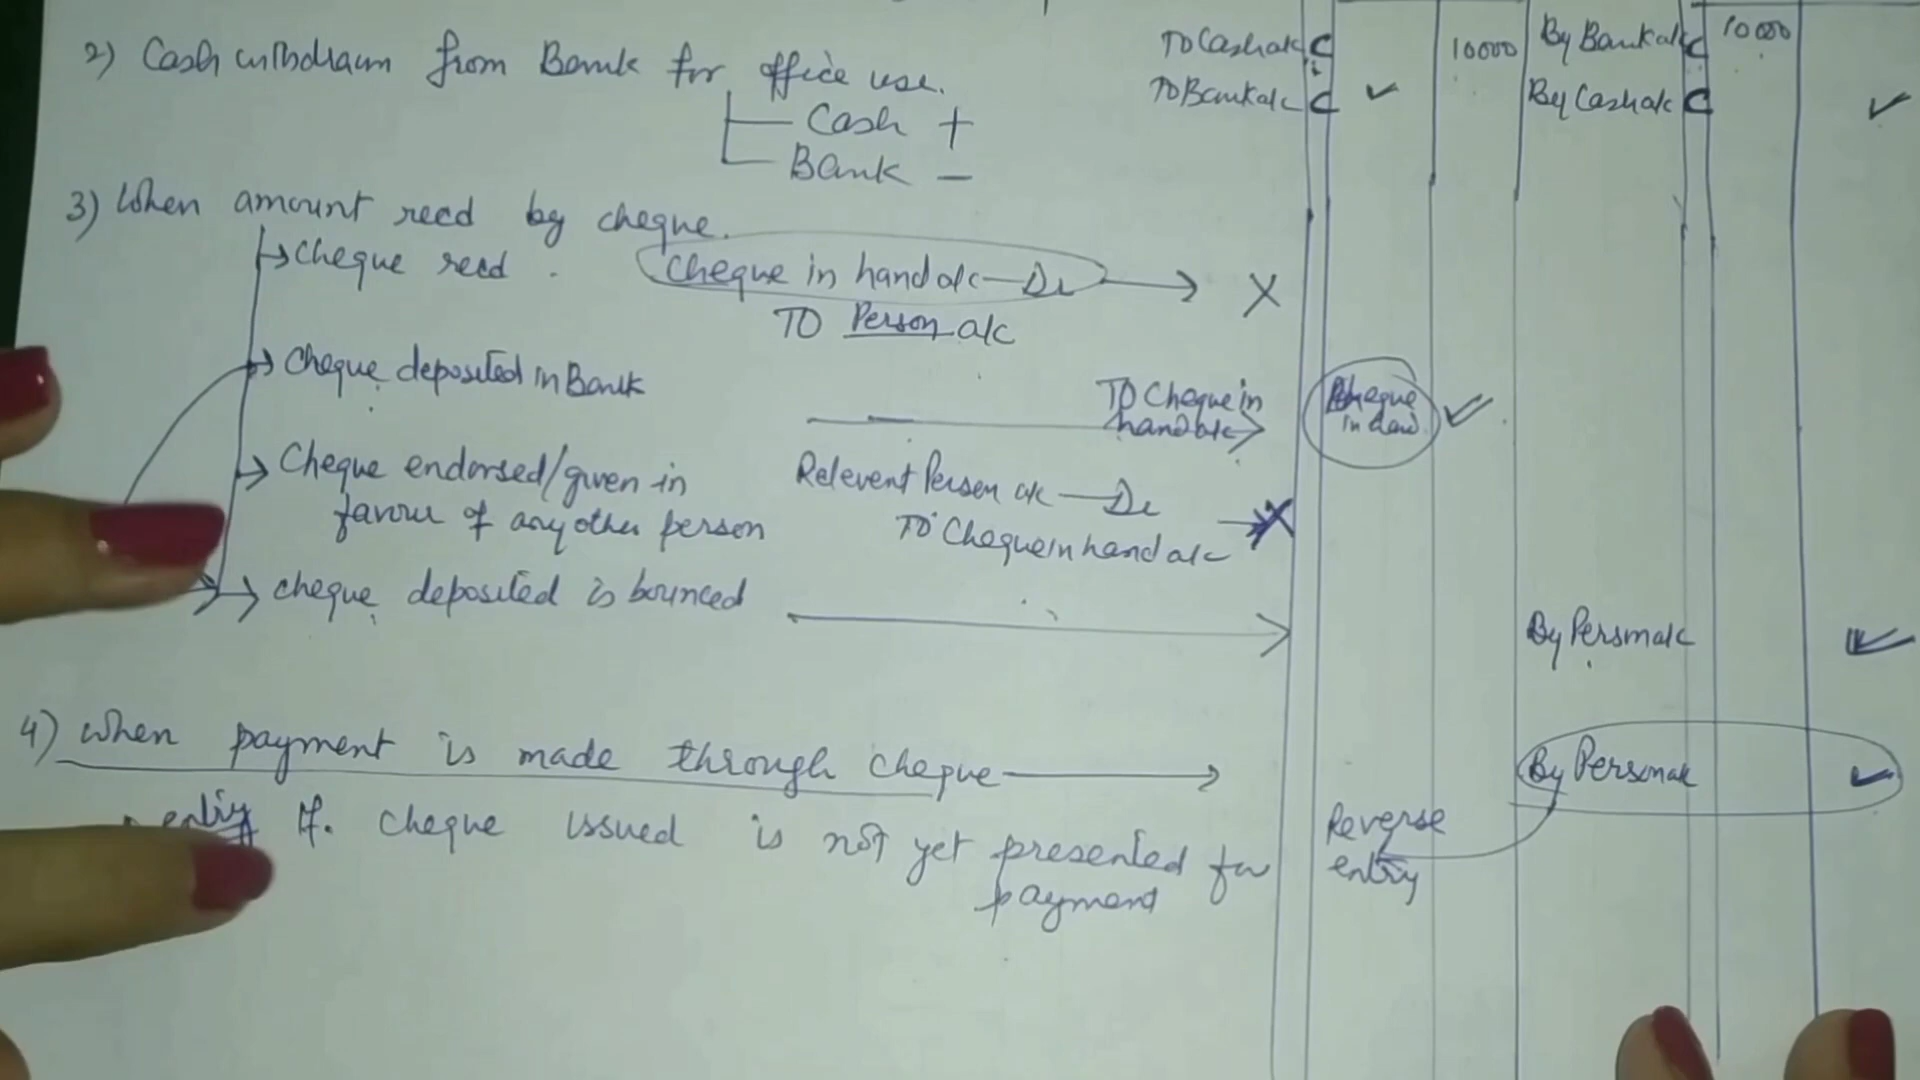 2) Cash withdrawn from Bank for office use.
Cash +
Bank -
To Cash a/c C 10000 By Bank a/c C 10000
To Bank a/c C ✓ By Cash a/c C ✓
3) When amount recd by cheque.
→ Cheque recd. Cheque in hand a/c — Dr → X
To Person a/c
→ Cheque deposited in Bank → To Cheque in hand a/c Cheque in ✓
→ Cheque endorsed/given in favour of any other person
Relevent Person a/c — Dr
To Cheque in hand a/c → X
→ cheque deposited is bounced → By Person a/c ✓
4) When payment is made through cheque → By Person a/c ✓
entry If cheque issued is not yet presented for payment
Reverse entry